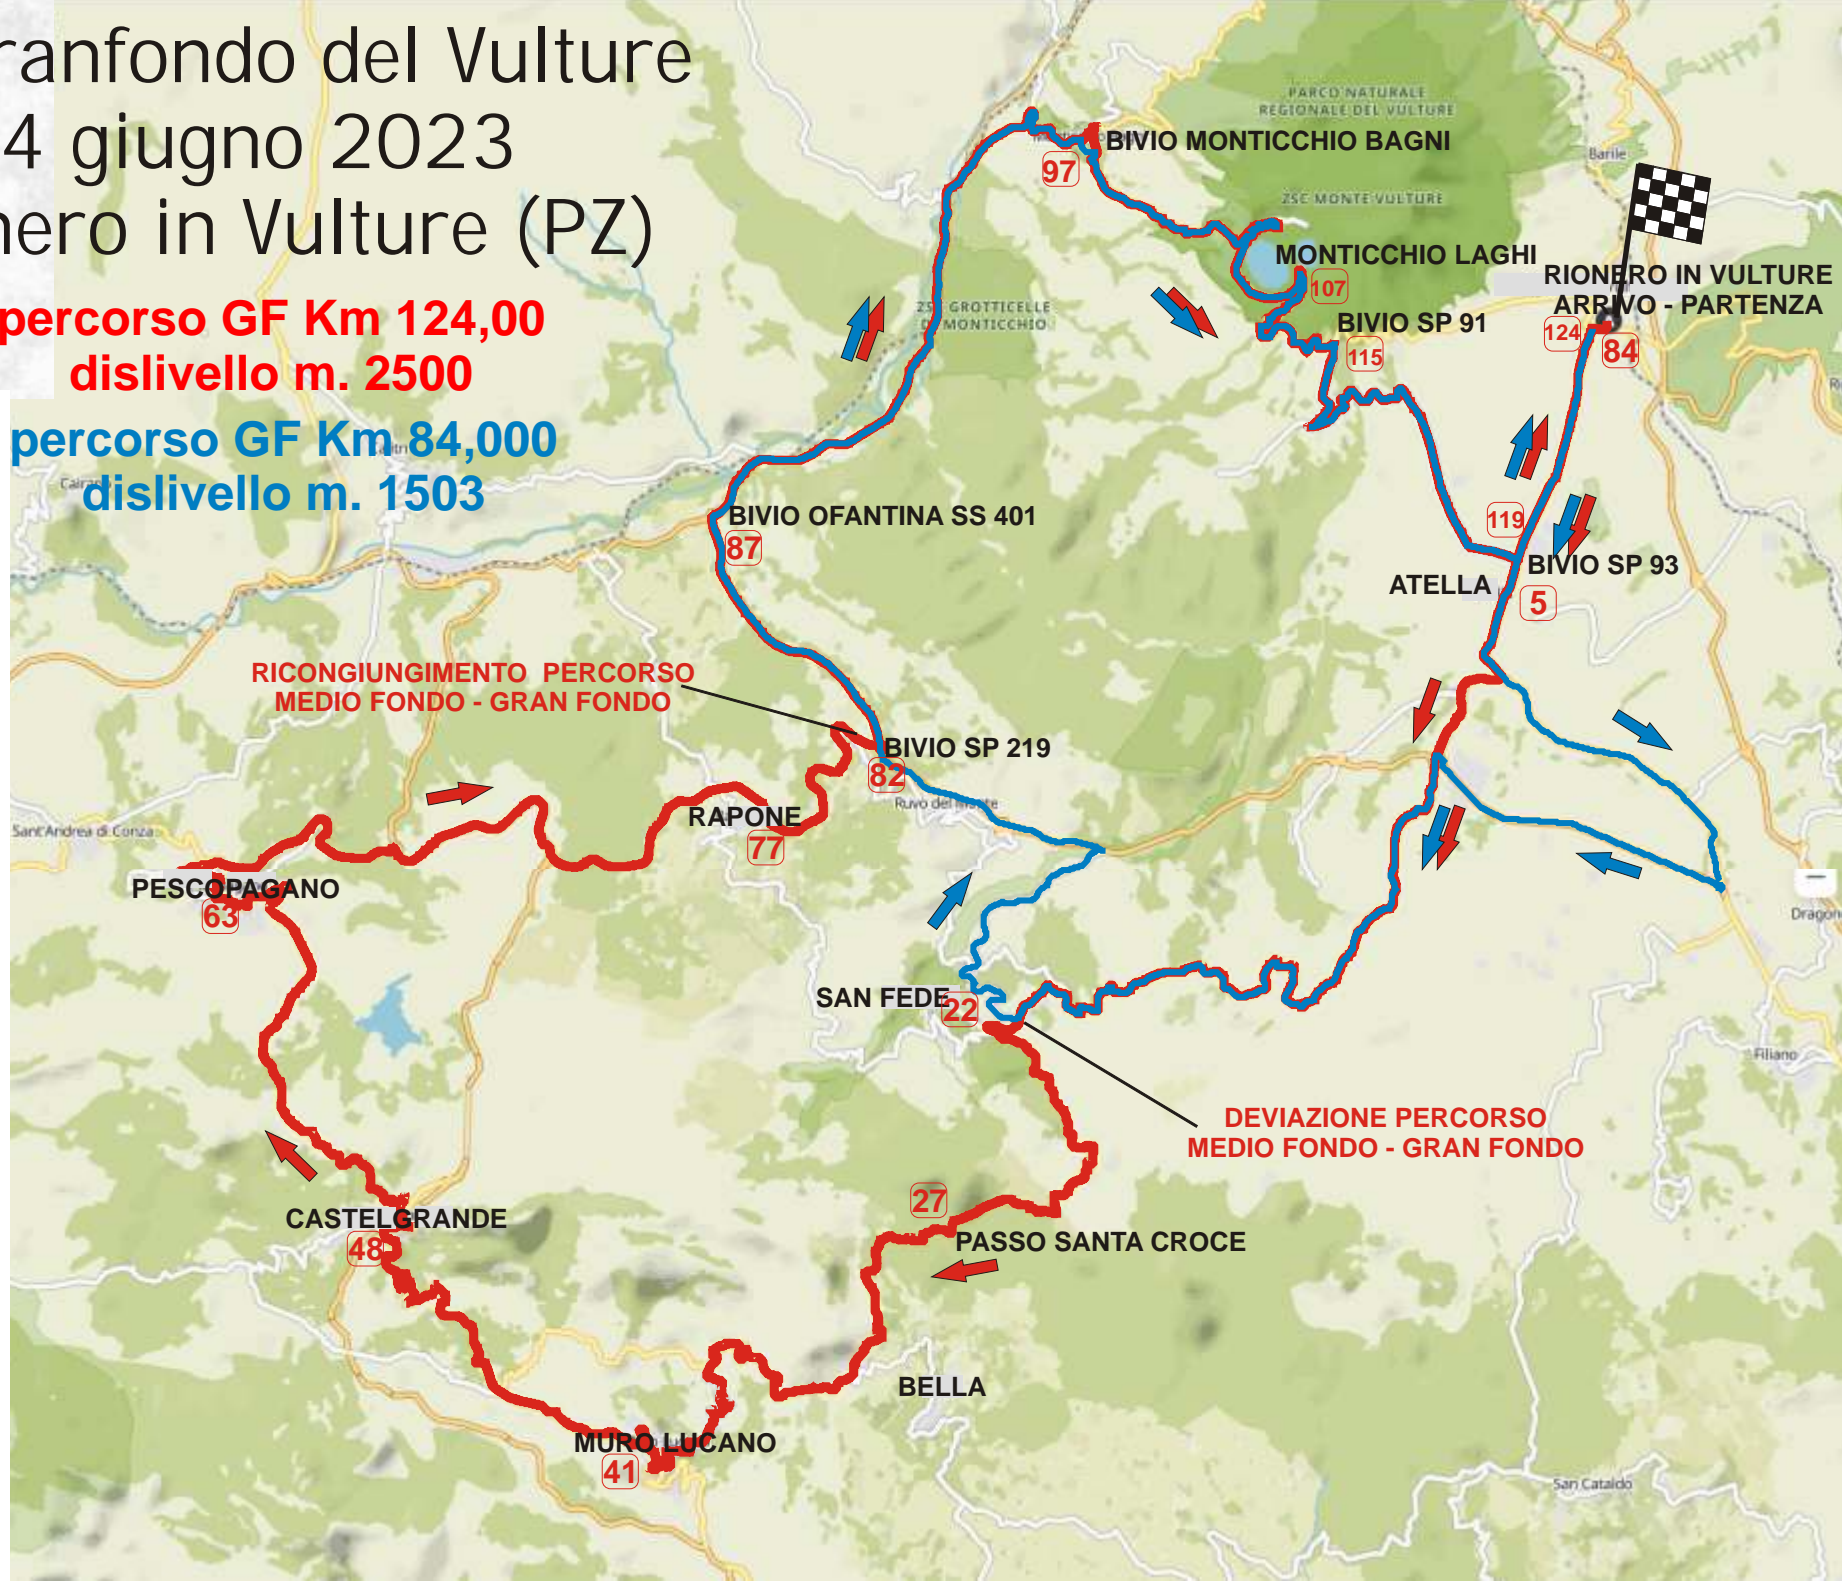 ranfondo del Vulture
4 giugno 2023
nero in Vulture (PZ)
percorso GF Km 124,00
dislivello m. 2500
percorso GF Km 84,000
dislivello m. 1503
PARCO NATURALE
REGIONALE DEL VULTURE
BIVIO MONTICCHIO BAGNI
97
Barile
ZSC MONTE VULTURE
MONTICCHIO LAGHI
107
RIONERO IN VULTURE
ARRIVO - PARTENZA
124
84
ZSC GROTTICELLE
DI MONTICCHIO
BIVIO SP 91
115
BIVIO OFANTINA SS 401
87
119
BIVIO SP 93
ATELLA
5
RICONGIUNGIMENTO PERCORSO
MEDIO FONDO - GRAN FONDO
BIVIO SP 219
82
Ruvo del Monte
RAPONE
77
Sant'Andrea di Conza
PESCOPAGANO
63
Dragon
SAN FEDE
22
Filiano
DEVIAZIONE PERCORSO
MEDIO FONDO - GRAN FONDO
27
PASSO SANTA CROCE
CASTELGRANDE
48
BELLA
MURO LUCANO
41
San Cataldo